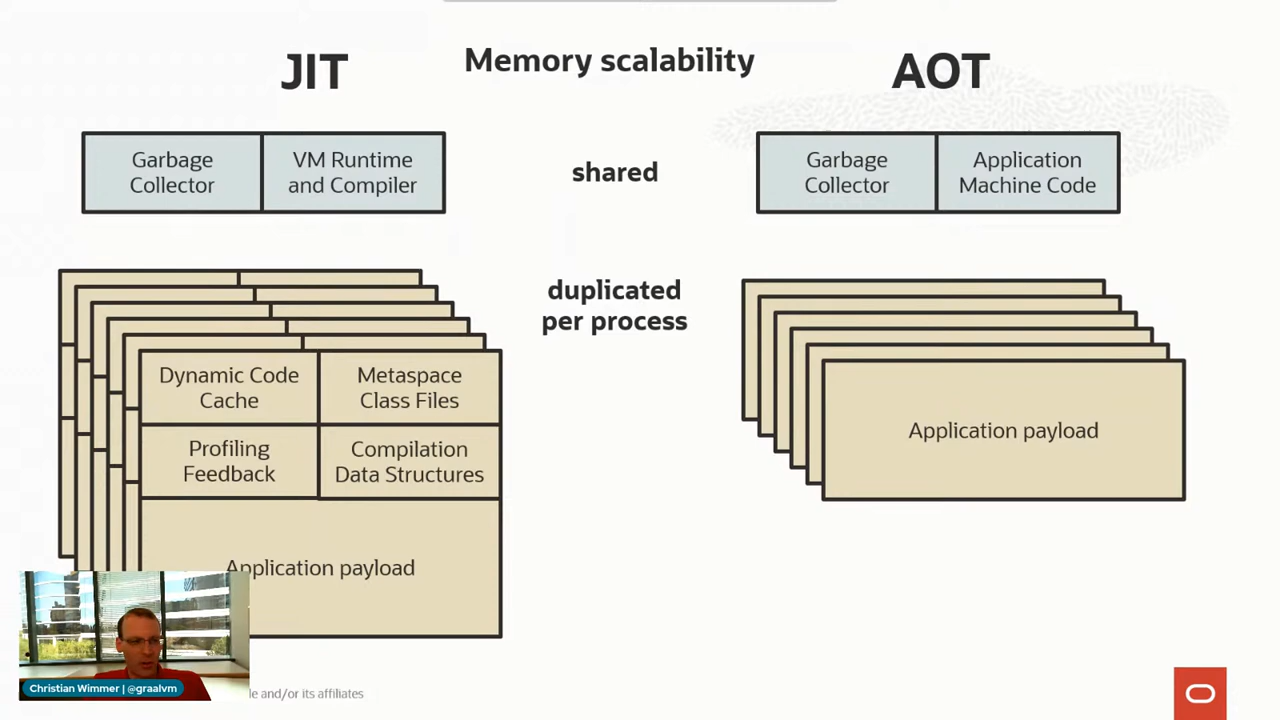 JIT
Memory scalability
AOT
Garbage
Collector
VM Runtime
and Compiler
shared
Garbage
Collector
Application
Machine Code
duplicated
per process
Dynamic Code
Cache
Metaspace
Class Files
Profiling
Feedback
Compilation
Data Structures
Application payload
Application payload
Christian Wimmer | @graalvm
and/or its affiliates